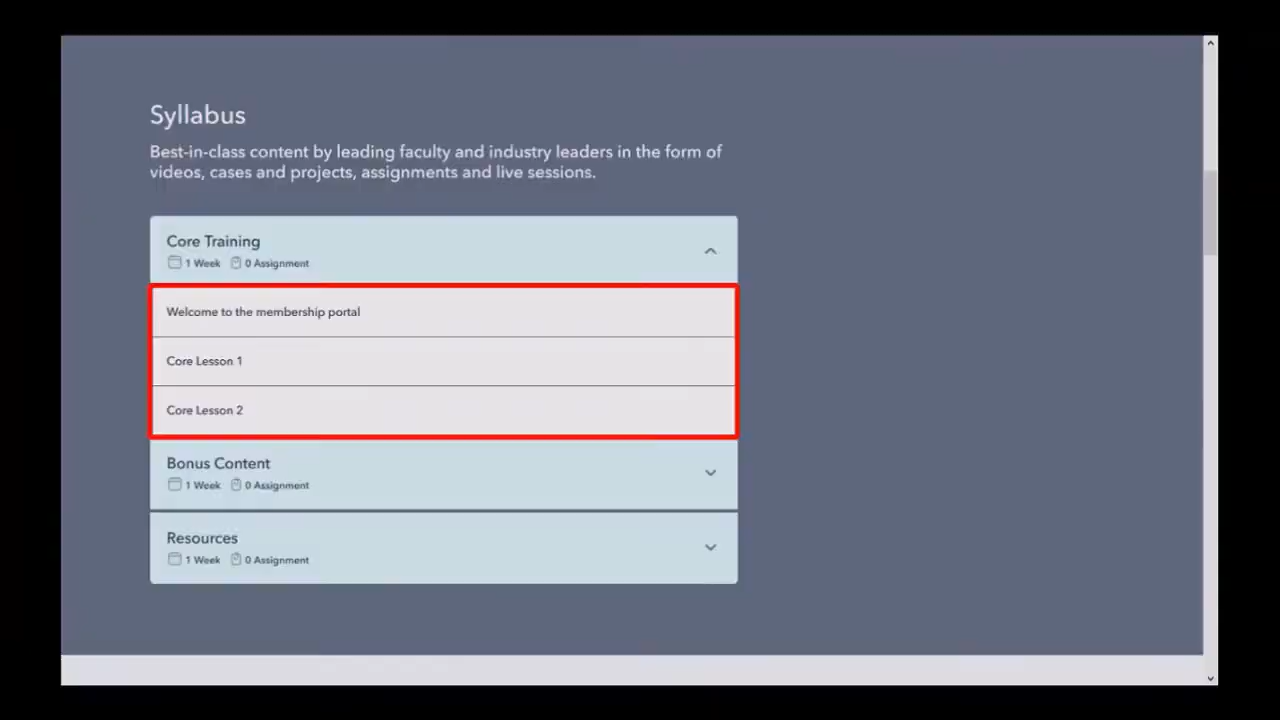 Syllabus
Best-in-class content by leading faculty and industry leaders in the form of
videos, cases and projects, assignments and live sessions.
Core Training
1 Week 0 Assignment
Welcome to the membership portal
Core Lesson 1
Core Lesson 2
Bonus Content
1 Week 0 Assignment
Resources
1 Week 0 Assignment